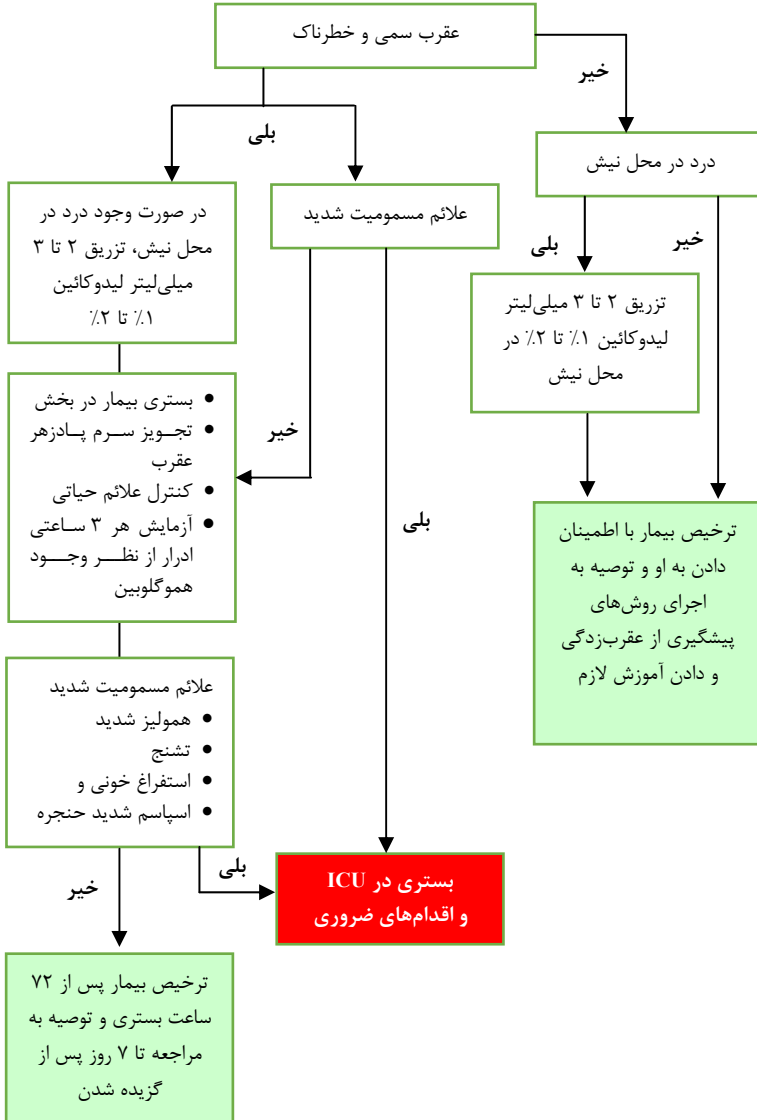 عقرب سمی و خطرناک
خیر
بلی
درد در محل نیش
خیر
بلی
تزریق ۲ تا ۳ میلی‌لیتر
لیدوکائین ۱٪ تا ۲٪ در
محل نیش
ترخیص بیمار با اطمینان
دادن به او و توصیه به
اجرای روش‌های
پیشگیری از عقرب‌زدگی
و دادن آموزش لازم
علائم مسمومیت شدید
خیر
بلی
در صورت وجود درد در
محل نیش، تزریق ۲ تا ۳
میلی‌لیتر لیدوکائین
۱٪ تا ۲٪
• بستری بیمار در بخش
• تجـویز سـرم پـادزهر
عقرب
• کنترل علائم حیاتی
• آزمایش هر ۳ سـاعتی
ادرار از نظـــر وجـــود
هموگلوبین
علائم مسمومیت شدید
• همولیز شدید
• تشنج
• استفراغ خونی و
• اسپاسم شدید حنجره
بلی
خیر
بستری در ICU
و اقدام‌های ضروری
ترخیص بیمار پس از ۷۲
ساعت بستری و توصیه به
مراجعه تا ۷ روز پس از
گزیده شدن